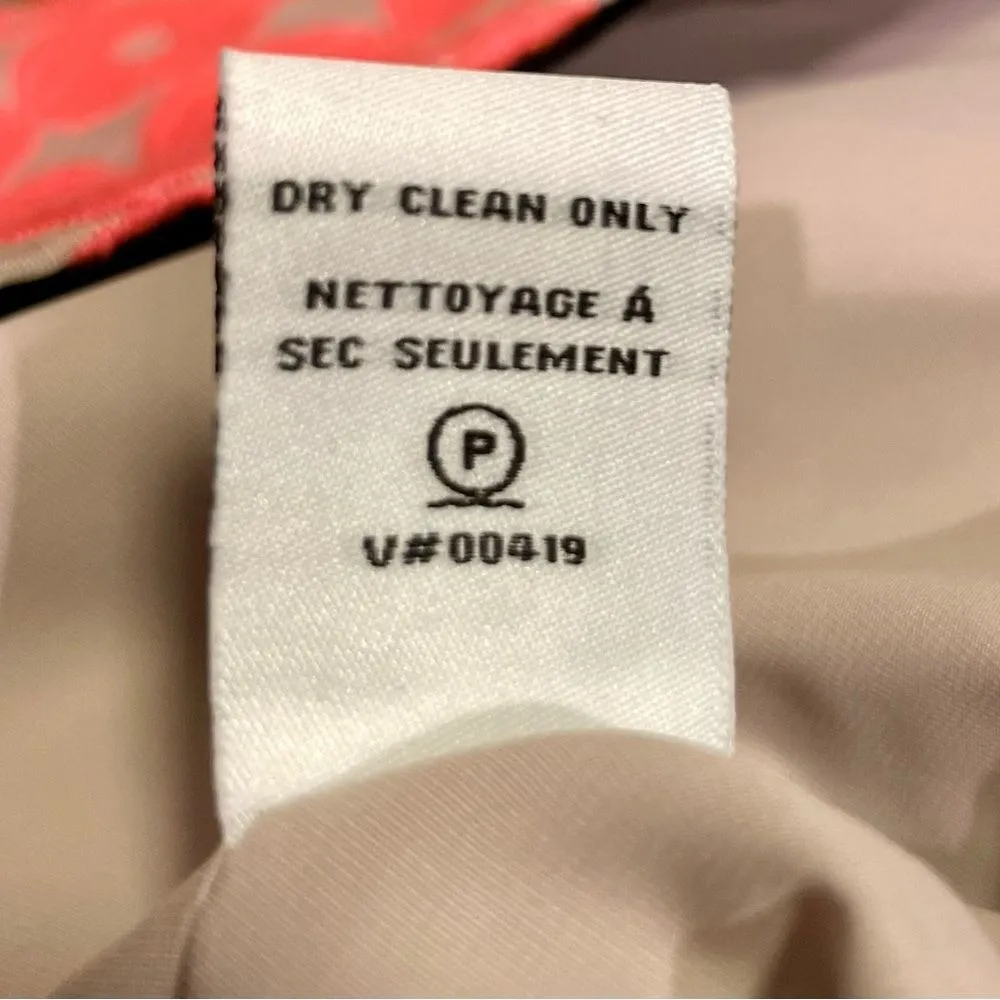 DRY CLEAN ONLY
NETTOYAGE Á
SEC SEULEMENT
P
V#00419